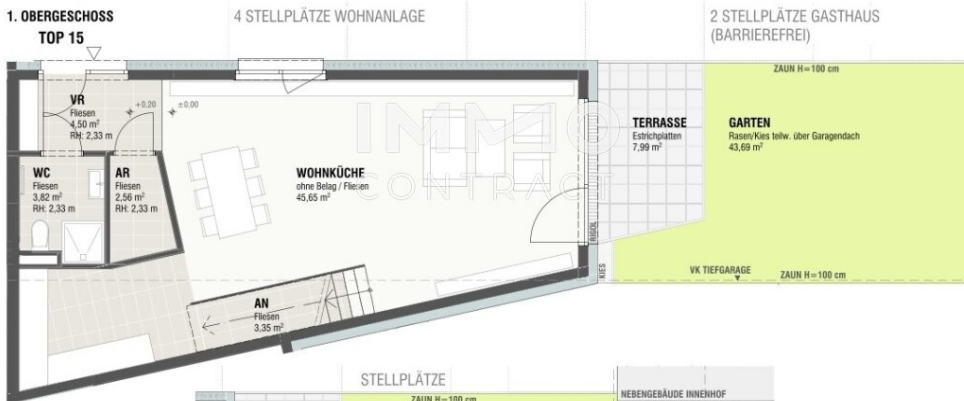 1. OBERGESCHOSS
TOP 15
4 STELLPLÄTZE WOHNANLAGE
2 STELLPLÄTZE GASTHAUS
(BARRIEREFREI)
ZAUN H=100 cm
VR
Fliesen
4,50 m²
RH: 2,33 m
+0,20
±0,00
WC
Fliesen
3,82 m²
RH: 2,33 m
AR
Fliesen
2,56 m²
RH: 2,33 m
WOHNKÜCHE
ohne Belag / Fliesen
45,65 m²
IMMO
CONTRACT
TERRASSE
Estrichplatten
7,99 m²
GARTEN
Rasen/Kies teilw. über Garagendach
43,69 m²
RIGOL
KIES
VK TIEFGARAGE
ZAUN H=100 cm
AN
Fliesen
3,35 m²
STELLPLÄTZE
ZAUN H=100 cm
NEBENGEBÄUDE INNENHOF